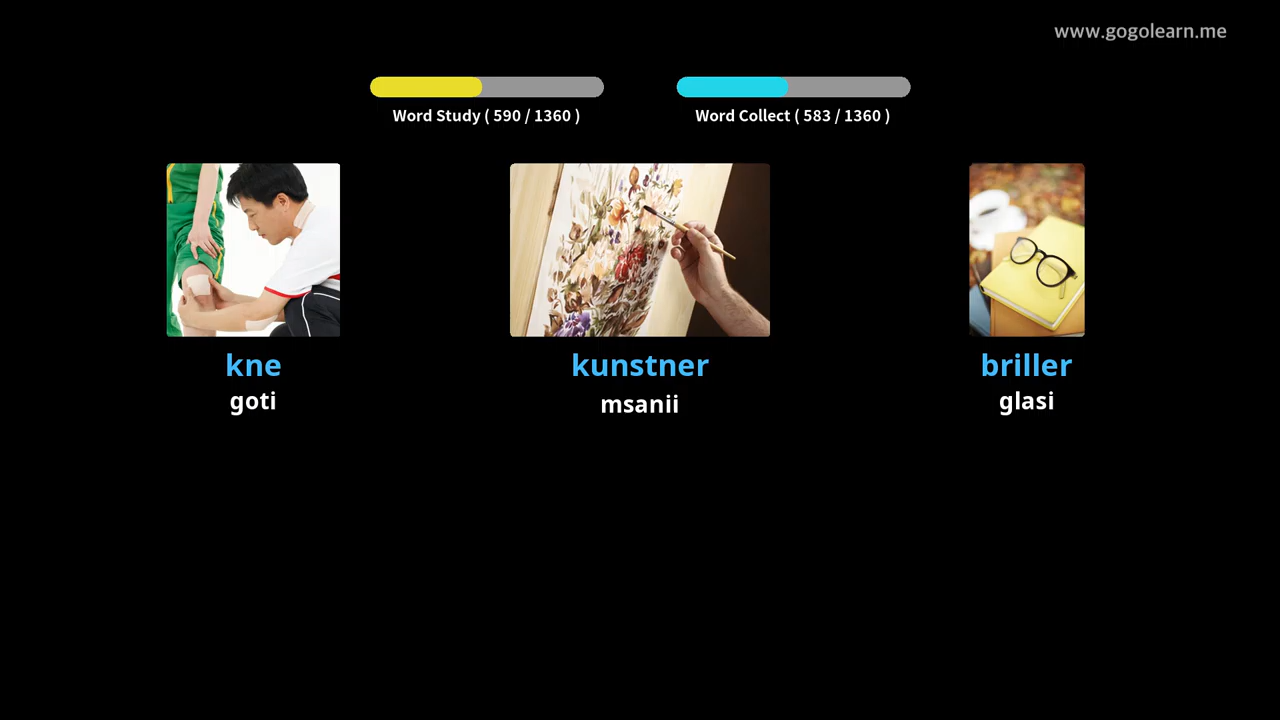 www.gogolearn.me
Word Study ( 590 / 1360 )
Word Collect ( 583 / 1360 )
kne
goti
kunstner
msanii
briller
glasi